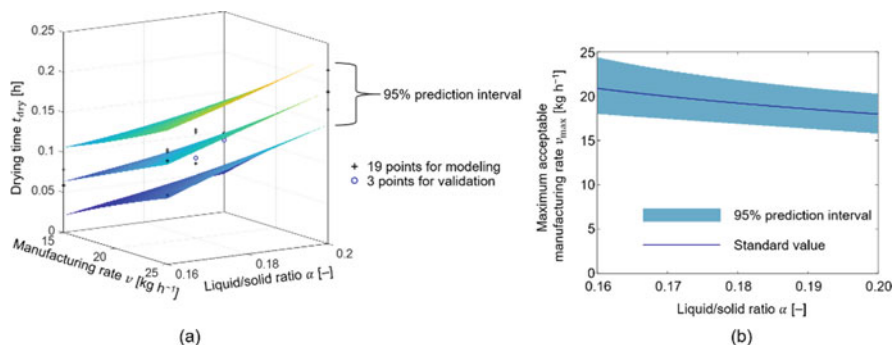 (a)
Drying time t_dry [h]
0.25
0.2
0.15
0.1
0.05
0
15
20
25
Manufacturing rate ν [kg h⁻¹]
0.16
0.18
0.2
Liquid/solid ratio α [–]
95% prediction interval
+ 19 points for modeling
o 3 points for validation
(a)
(b)
Maximum acceptable
manufacturing rate ν_max [kg h⁻¹]
25
20
15
10
5
0
95% prediction interval
Standard value
0.16
0.17
0.18
0.19
0.20
Liquid/solid ratio α [–]
(b)